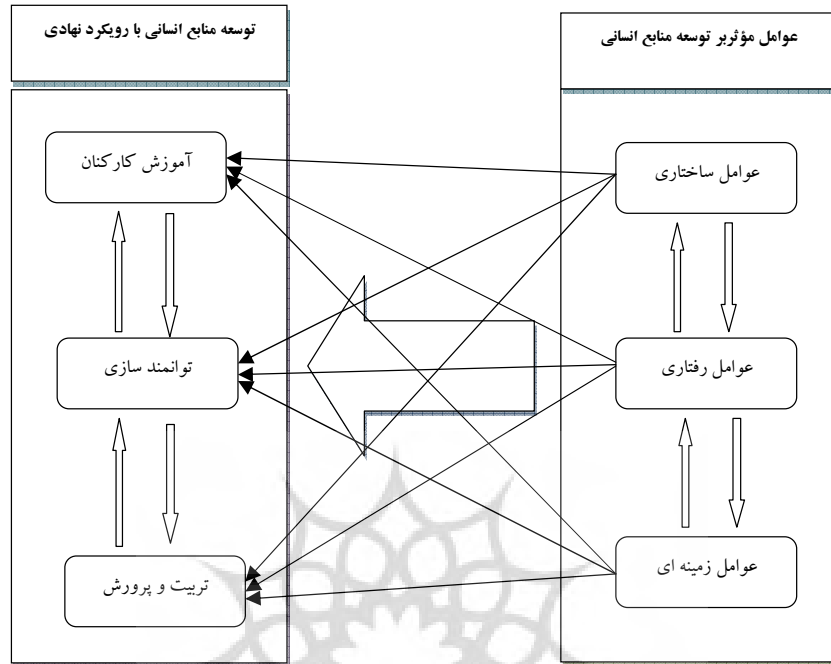 عوامل مؤثربر توسعه منابع انسانی
عوامل ساختاری
عوامل رفتاری
عوامل زمینه ای
توسعه منابع انسانی با رویکرد نهادی
آموزش کارکنان
توانمند سازی
تربیت و پرورش